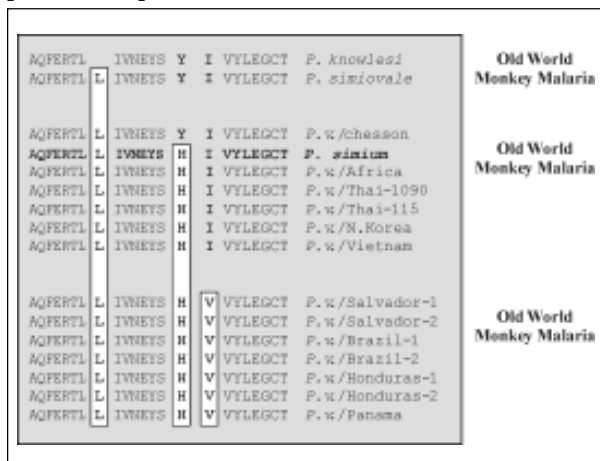 AQFERTL IVNEYS Y I VYLEGCT P. knowlesi Old World
AQFERTL L IVNEYS Y I VYLEGCT P. simiovale Monkey Malaria
AQFERTL L IVNEYS Y I VYLEGCT P.v/chesson Old World
AQFERTL L IVNEYS H I VYLEGCT P. simium Monkey Malaria
AQFERTL L IVNEYS H I VYLEGCT P.v/Africa
AQFERTL L IVNEYS H I VYLEGCT P.v/Thai-1090
AQFERTL L IVNEYS H I VYLEGCT P.v/Thai-115
AQFERTL L IVNEYS H I VYLEGCT P.v/N.Korea
AQFERTL L IVNEYS H I VYLEGCT P.v/Vietnam
AQFERTL L IVNEYS H V VYLEGCT P.v/Salvador-1 Old World
AQFERTL L IVNEYS H V VYLEGCT P.v/Salvador-2 Monkey Malaria
AQFERTL L IVNEYS H V VYLEGCT P.v/Brazil-1
AQFERTL L IVNEYS H V VYLEGCT P.v/Brazil-2
AQFERTL L IVNEYS H V VYLEGCT P.v/Honduras-1
AQFERTL L IVNEYS H V VYLEGCT P.v/Honduras-2
AQFERTL L IVNEYS H V VYLEGCT P.v/Panama